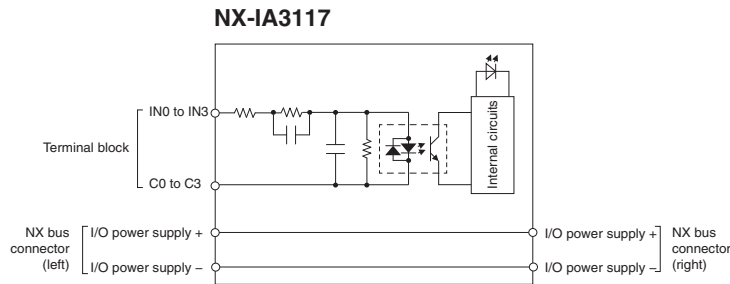 NX-IA3117
IN0 to IN3
Terminal block
C0 to C3
Internal circuits
NX bus
connector
(left)
I/O power supply +
I/O power supply –
I/O power supply +
I/O power supply –
NX bus
connector
(right)